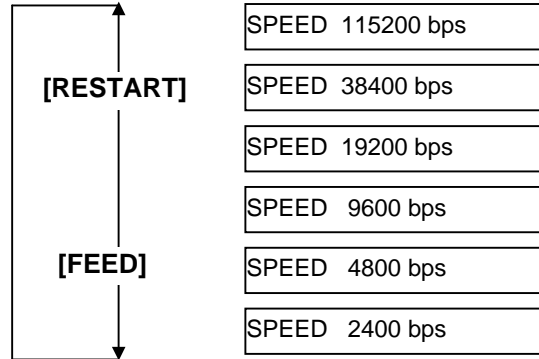 SPEED 115200 bps
[RESTART]
SPEED 38400 bps
SPEED 19200 bps
SPEED 9600 bps
[FEED]
SPEED 4800 bps
SPEED 2400 bps